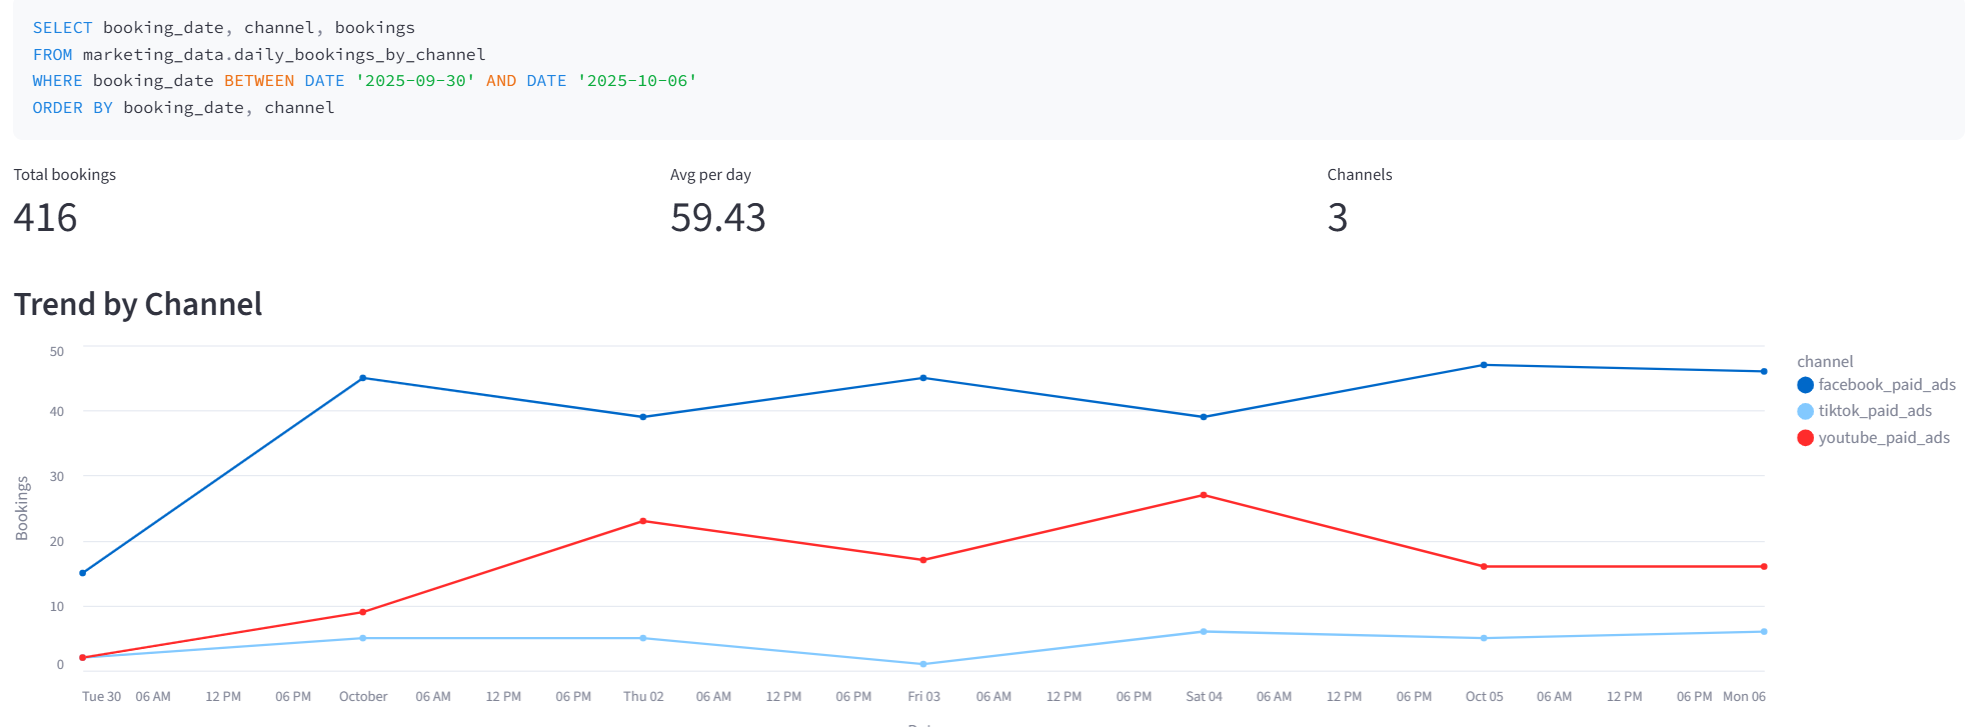 SELECT booking_date, channel, bookings
FROM marketing_data.daily_bookings_by_channel
WHERE booking_date BETWEEN DATE '2025-09-30' AND DATE '2025-10-06'
ORDER BY booking_date, channel
Total bookings
416
Avg per day
59.43
Channels
3
Trend by Channel
50
40
30
20
10
0
Bookings
Tue 30 06 AM 12 PM 06 PM October 06 AM 12 PM 06 PM Thu 02 06 AM 12 PM 06 PM Fri 03 06 AM 12 PM 06 PM Sat 04 06 AM 12 PM 06 PM Oct 05 06 AM 12 PM 06 PM Mon 06
channel
facebook_paid_ads
tiktok_paid_ads
youtube_paid_ads